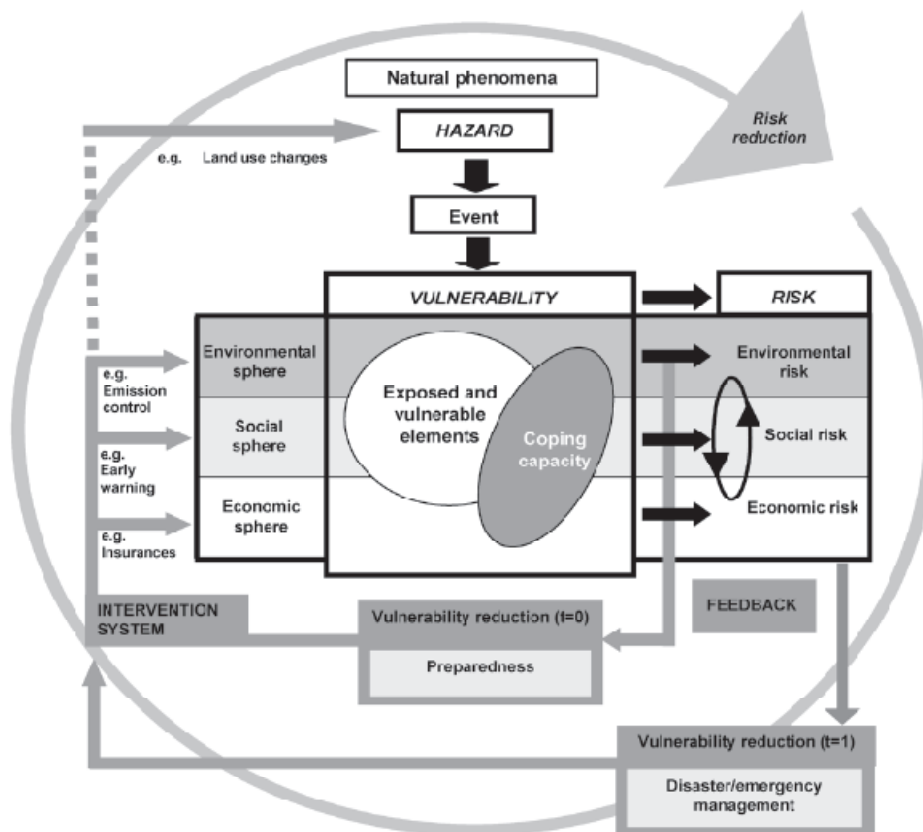 Natural phenomena
HAZARD
Risk
reduction
e.g. Land use changes
Event
VULNERABILITY
RISK
Environmental
sphere
Environmental
risk
e.g.
Emission
control
Exposed and
vulnerable
elements
Social
sphere
Coping
capacity
Social risk
e.g.
Early
warning
Economic
sphere
Economic risk
e.g.
Insurances
INTERVENTION
SYSTEM
Vulnerability reduction (t=0)
Preparedness
FEEDBACK
Vulnerability reduction (t=1)
Disaster/emergency
management